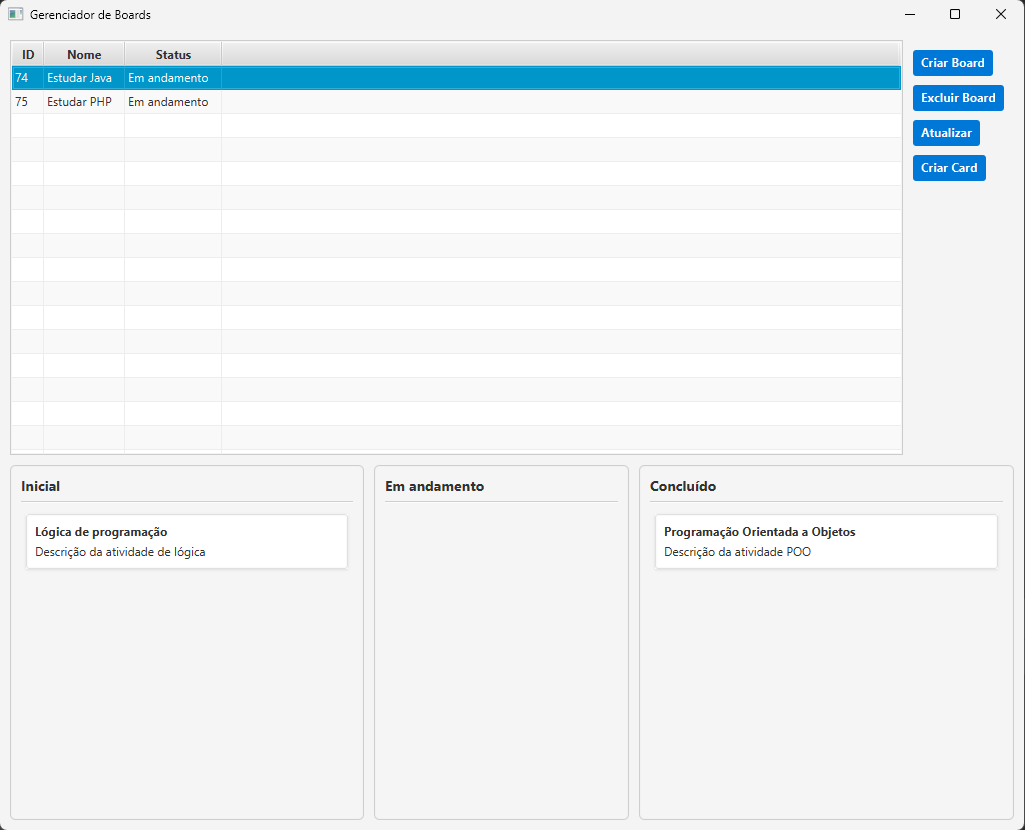 Gerenciador de Boards
ID Nome Status
74 Estudar Java Em andamento
75 Estudar PHP Em andamento
Criar Board
Excluir Board
Atualizar
Criar Card
Inicial
Lógica de programação
Descrição da atividade de lógica
Em andamento
Concluído
Programação Orientada a Objetos
Descrição da atividade POO